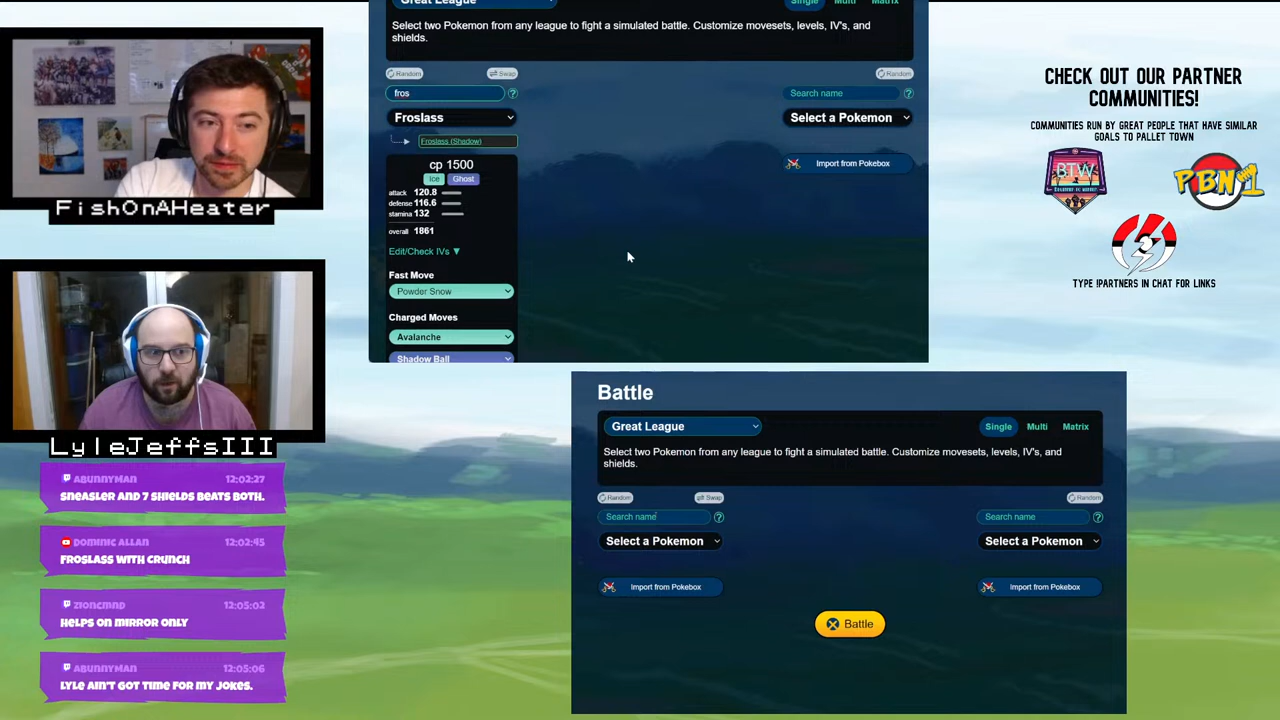 FishOnAHeater
LyleJeffsIII
ABUNNYMAN 12:02:27
SNEASLER AND 7 SHIELDS BEATS BOTH.
DOMINIC ALLAN 12:02:45
FROSLASS WITH CRUNCH
ZIONCMND 12:05:02
HELPS ON MIRROR ONLY
ABUNNYMAN 12:05:06
LYLE AIN'T GOT TIME FOR MY JOKES.
Great League
Single Multi Matrix
Select two Pokemon from any league to fight a simulated battle. Customize movesets, levels, IV's, and
shields.
Random Swap Random
fros ? Search name ?
Froslass Select a Pokemon
Froslass (Shadow)
cp 1500 Import from Pokebox
Ice Ghost
attack 120.8
defense 116.6
stamina 132
overall 1861
Edit/Check IVs ▼
Fast Move
Powder Snow
Charged Moves
Avalanche
Shadow Ball
Battle
Great League Single Multi Matrix
Select two Pokemon from any league to fight a simulated battle. Customize movesets, levels, IV's, and
shields.
Random Swap Random
Search name ? Search name ?
Select a Pokemon Select a Pokemon
Import from Pokebox Import from Pokebox
Battle
CHECK OUT OUR PARTNER
COMMUNITIES!
COMMUNITIES RUN BY GREAT PEOPLE THAT HAVE SIMILAR
GOALS TO PALLET TOWN
BTW
PBN1
TYPE !PARTNERS IN CHAT FOR LINKS